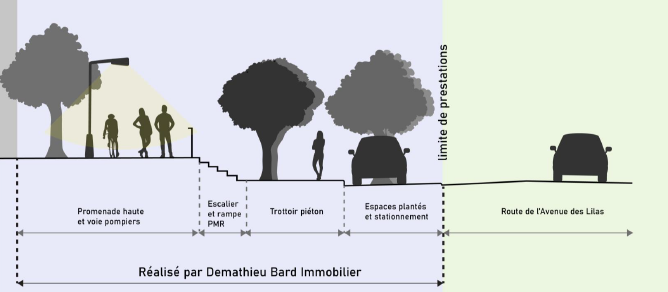 limite de prestations
Promenade haute
et voie pompiers
Escalier
et rampe
PMR
Trottoir piéton
Espaces plantés
et stationnement
Route de l'Avenue des Lilas
Réalisé par Demathieu Bard Immobilier